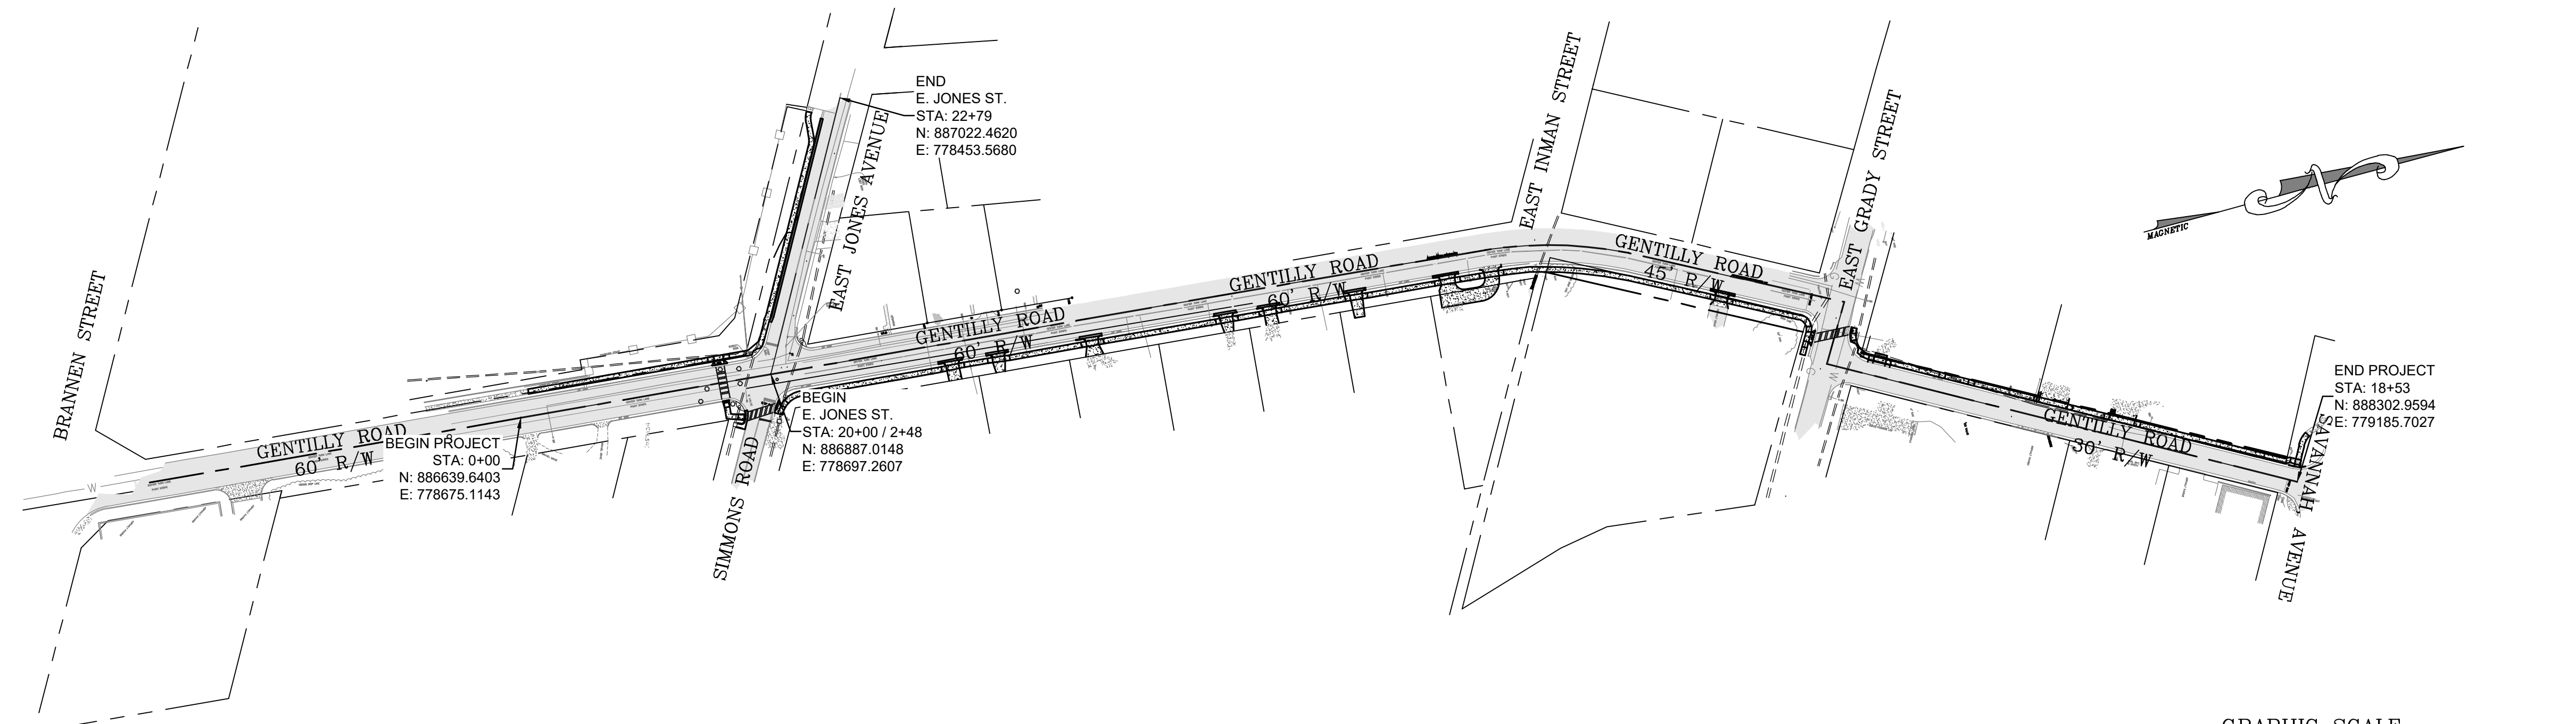 END
E. JONES ST.
STA: 22+79
N: 887022.4620
E: 778453.5680
EAST JONES AVENUE
EAST INMAN STREET
EAST GRADY STREET
MAGNETIC
N
BRANNEN STREET
GENTILLY ROAD
60' R/W
BEGIN PROJECT
STA: 0+00
N: 886639.6403
E: 778675.1143
SIMMONS ROAD
BEGIN
E. JONES ST.
STA: 20+00 / 2+48
N: 886887.0148
E: 778697.2607
GENTILLY ROAD
60' R/W
GENTILLY ROAD
60' R/W
GENTILLY ROAD
45' R/W
GENTILLY ROAD
30' R/W
END PROJECT
STA: 18+53
N: 888302.9594
E: 779185.7027
SAVANNAH AVENUE
W
GRAPHIC SCALE